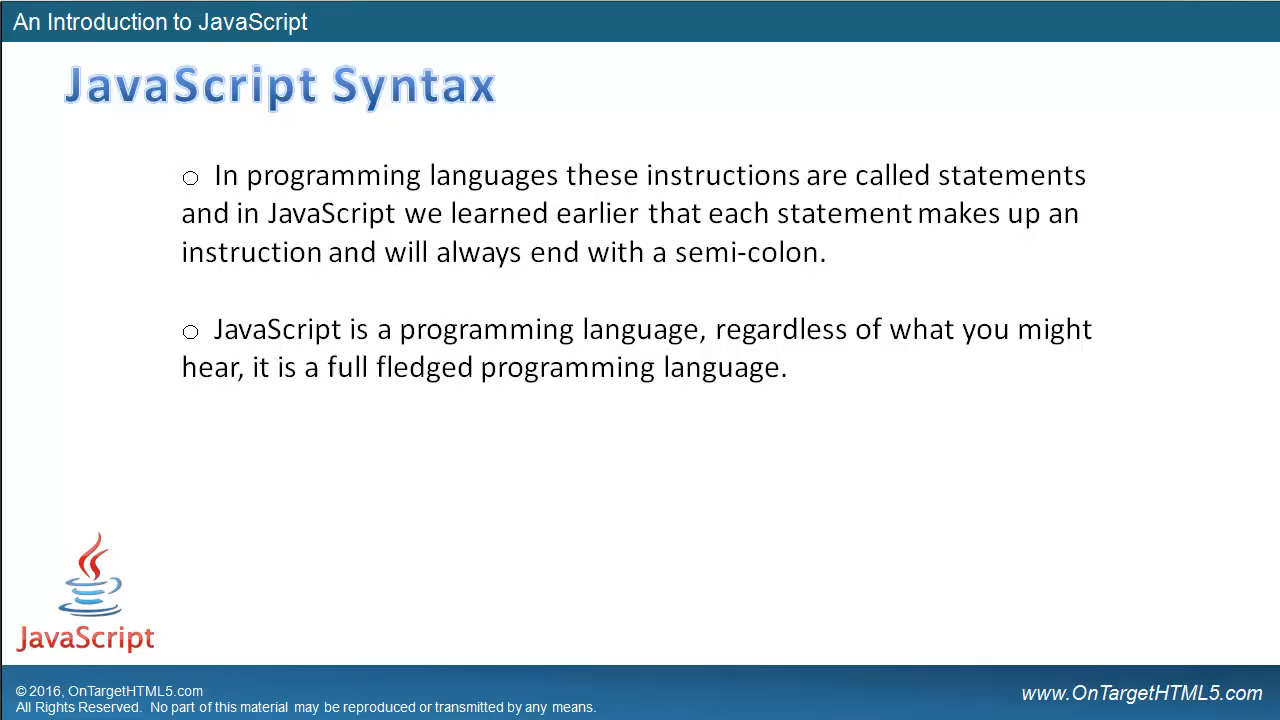 An Introduction to JavaScript
JavaScript Syntax
o In programming languages these instructions are called statements
and in JavaScript we learned earlier that each statement makes up an
instruction and will always end with a semi-colon.
o JavaScript is a programming language, regardless of what you might
hear, it is a full fledged programming language.
JavaScript
© 2016, OnTargetHTML5.com
All Rights Reserved. No part of this material may be reproduced or transmitted by any means.
www.OnTargetHTML5.com